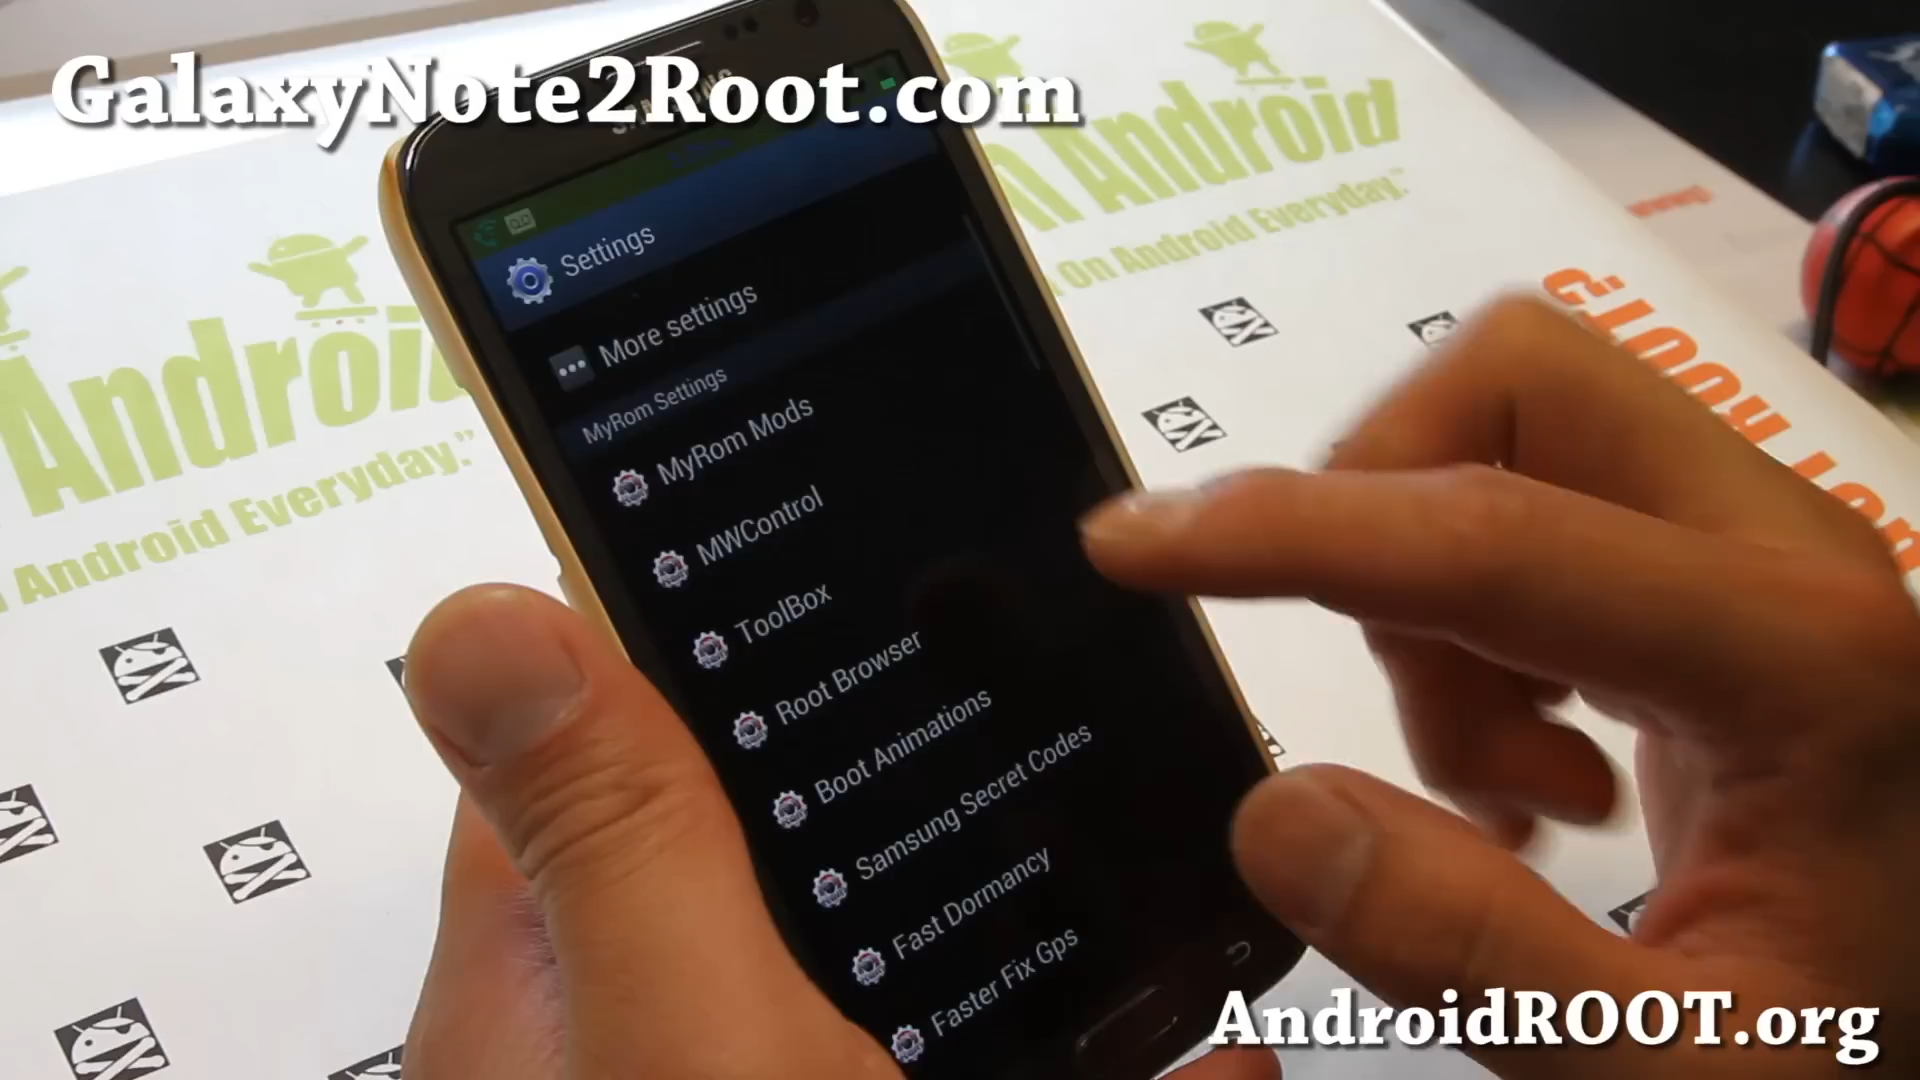 GalaxyNote2Root.com
SAMSUNG
Settings
More settings
MyRom Settings
MyRom Mods
MWControl
ToolBox
Root Browser
Boot Animations
Samsung Secret Codes
Fast Dormancy
Faster Fix Gps
Android
Android Everyday."
Android
On Android Everyday."
AndroidROOT.org